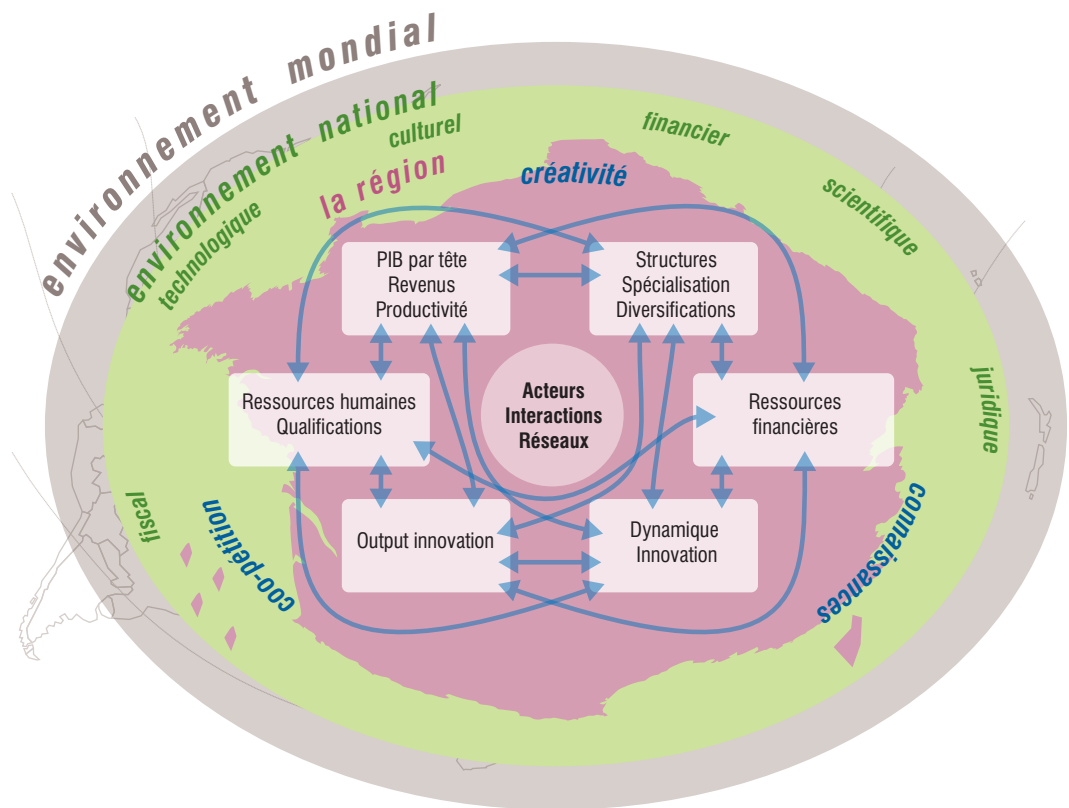 environnement mondial
environnement national
culturel
financier
la région
créativité
scientifique
technologique
PIB par tête
Revenus
Productivité
Structures
Spécialisation
Diversifications
juridique
Ressources humaines
Qualifications
Acteurs
Interactions
Réseaux
Ressources
financières
fiscal
coo-pétition
Output innovation
Dynamique
Innovation
connaissances